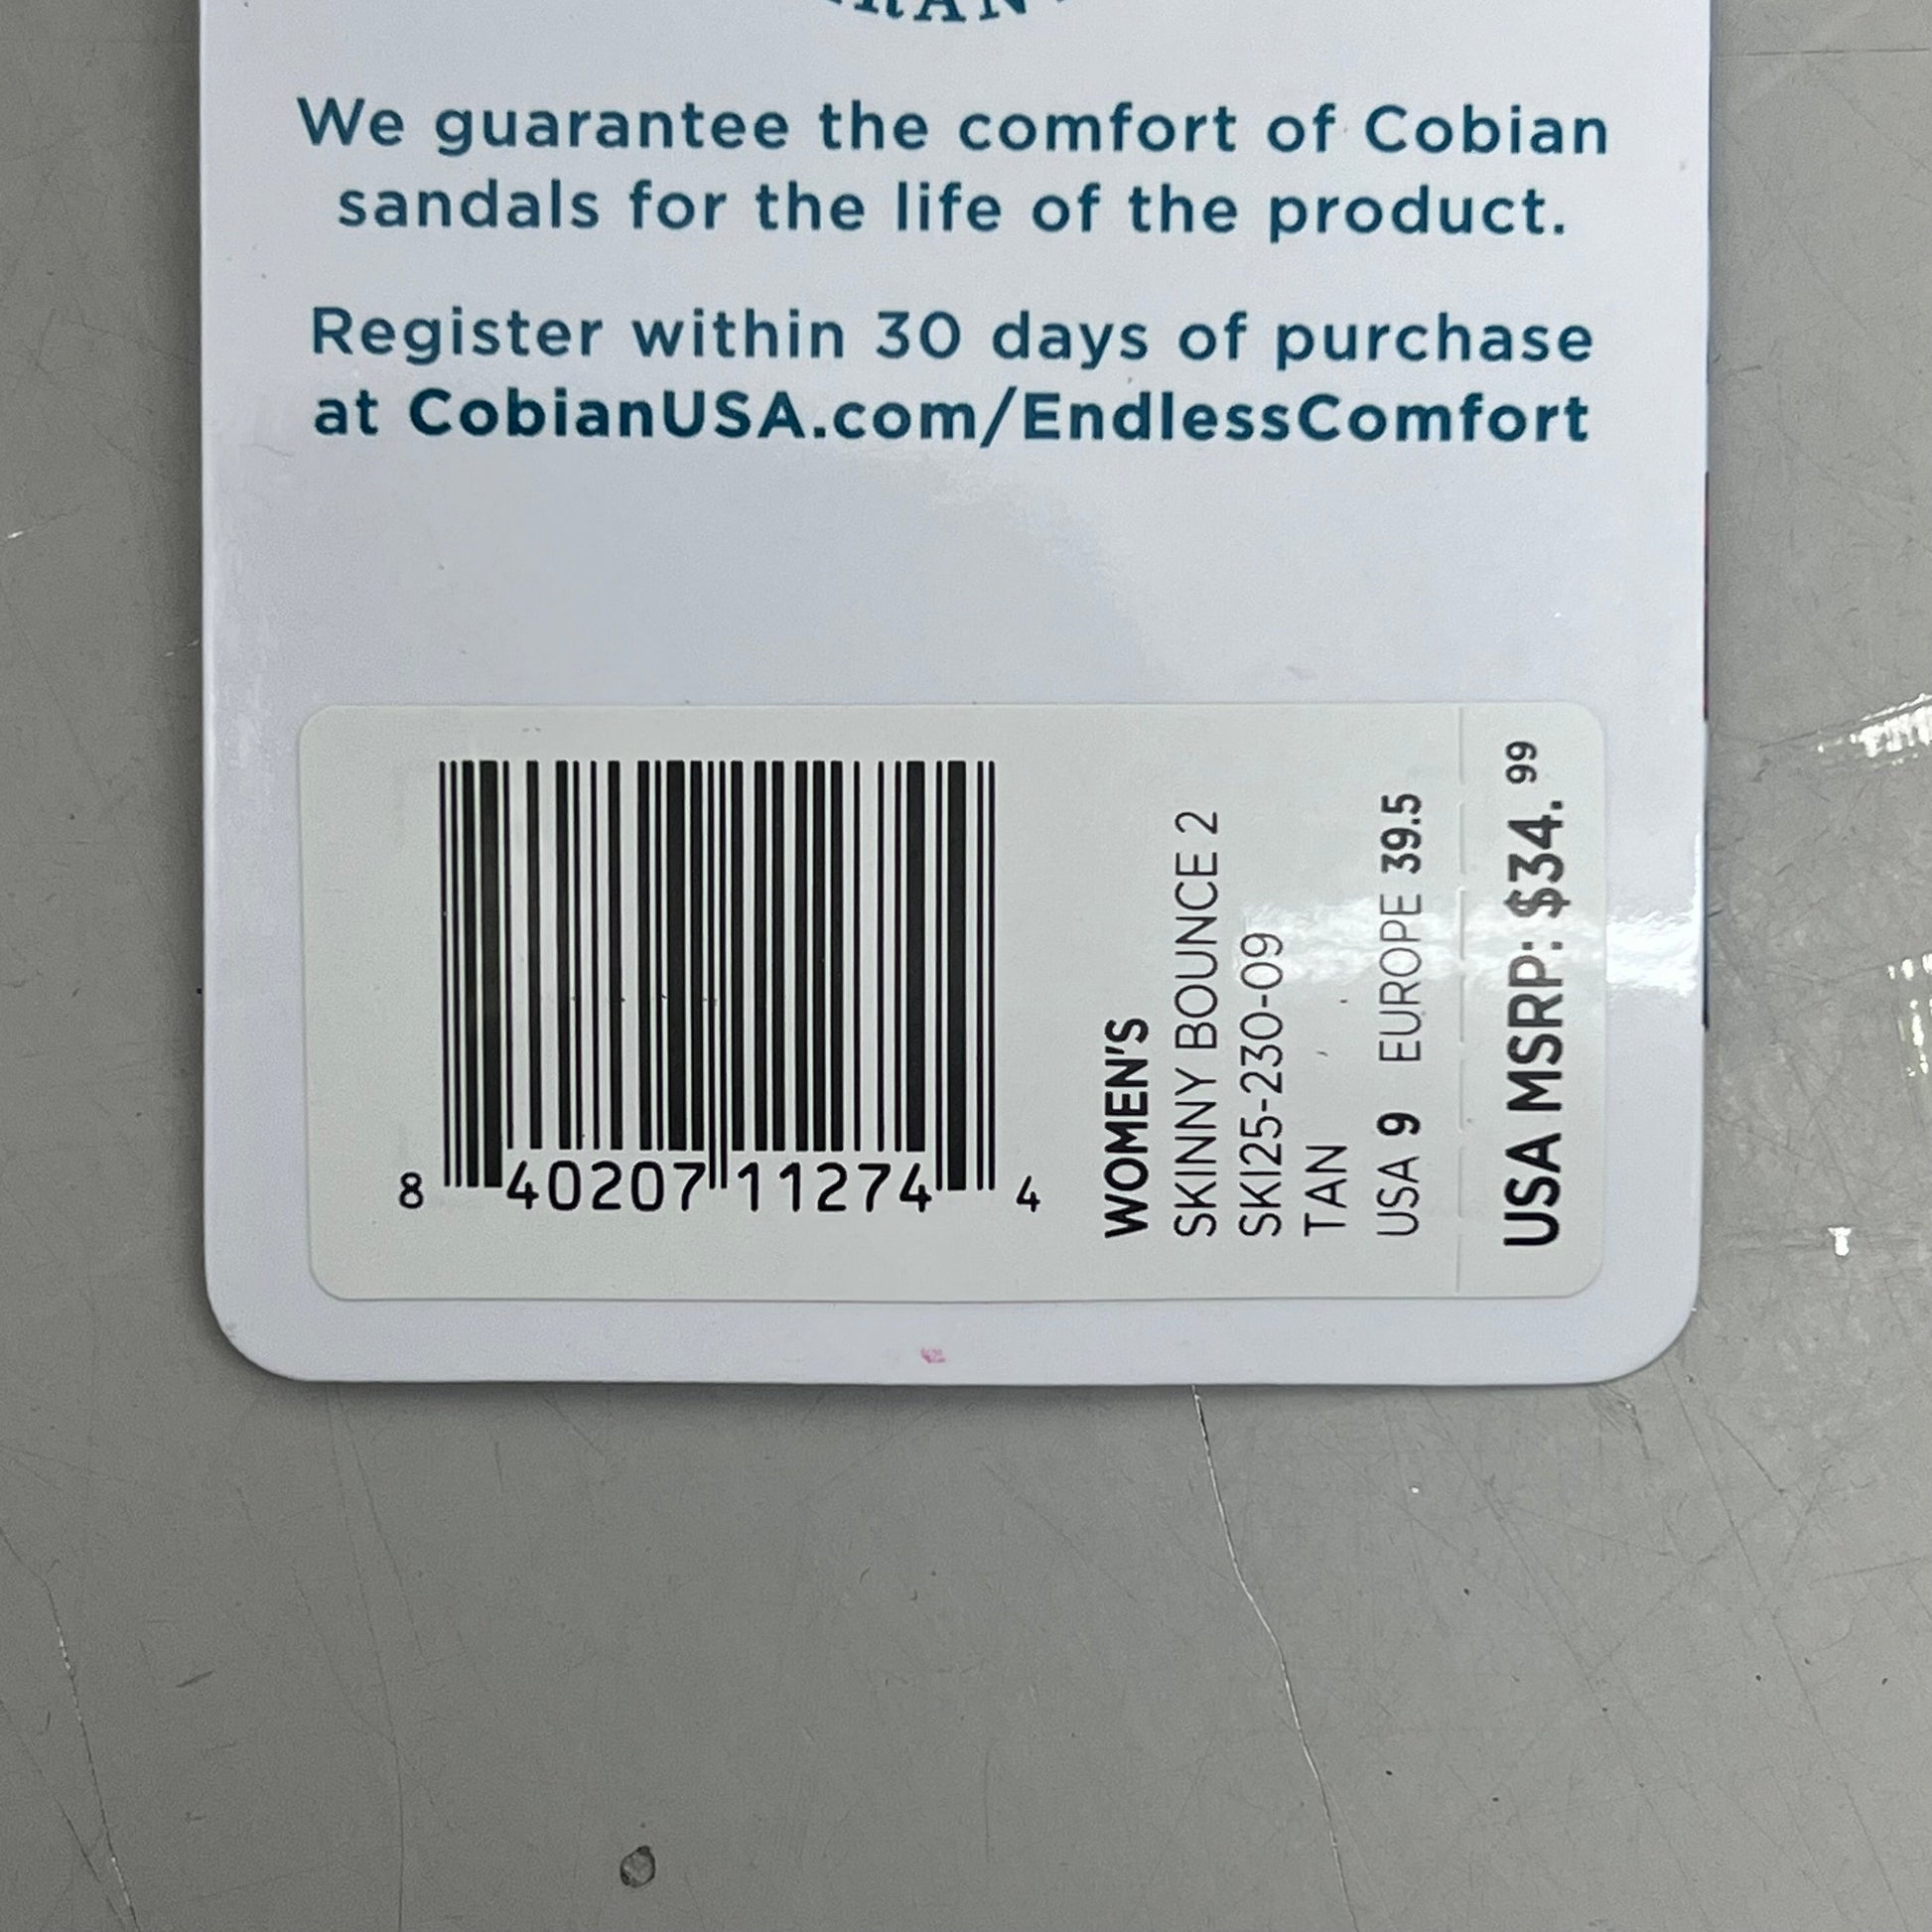 We guarantee the comfort of Cobian
sandals for the life of the product.
Register within 30 days of purchase
at CobianUSA.com/EndlessComfort
8 40207 11274 4
WOMEN'S
SKINNY BOUNCE 2
SKI25-230-09
TAN
USA 9 EUROPE 39.5
USA MSRP: $34.99